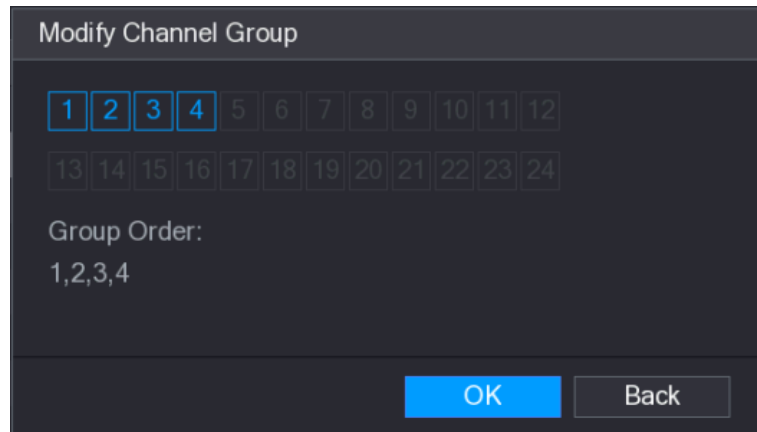 Modify Channel Group
1 2 3 4 5 6 7 8 9 10 11 12
13 14 15 16 17 18 19 20 21 22 23 24
Group Order:
1,2,3,4
OK Back